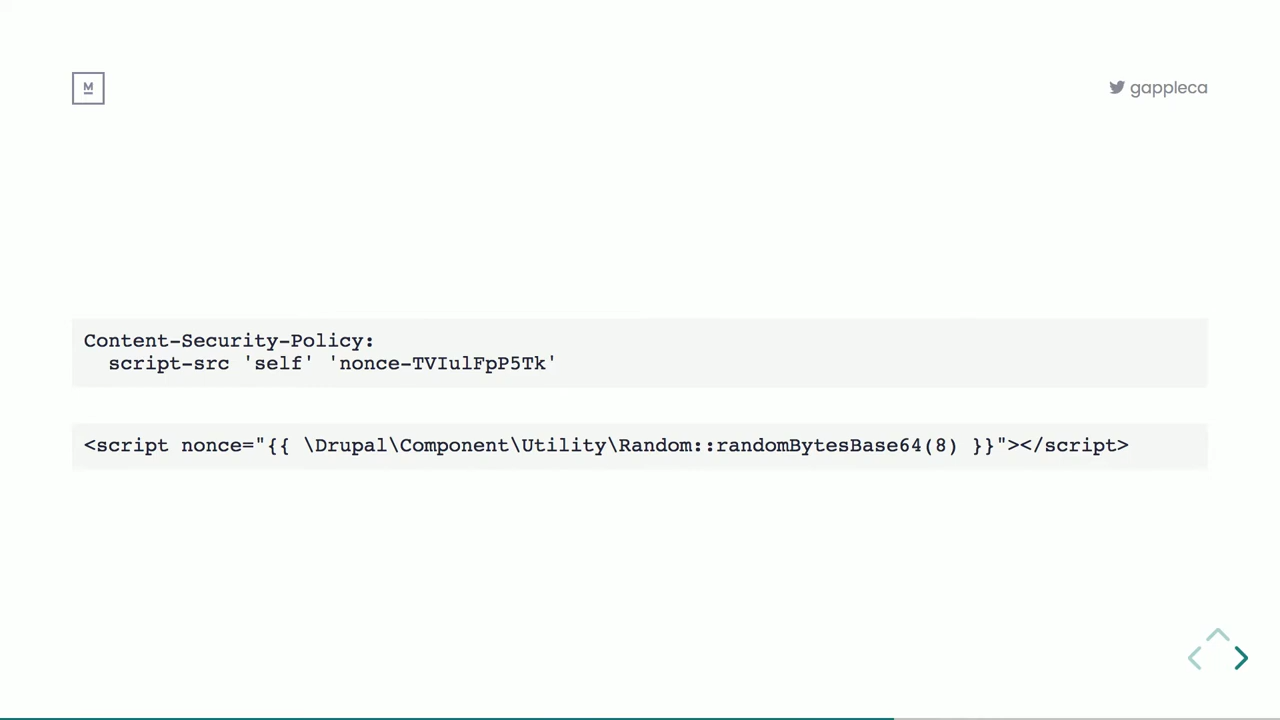 M
gappleca
Content-Security-Policy:
script-src 'self' 'nonce-TVIulFpP5Tk'
<script nonce="{{ \Drupal\Component\Utility\Random::randomBytesBase64(8) }}"></script>